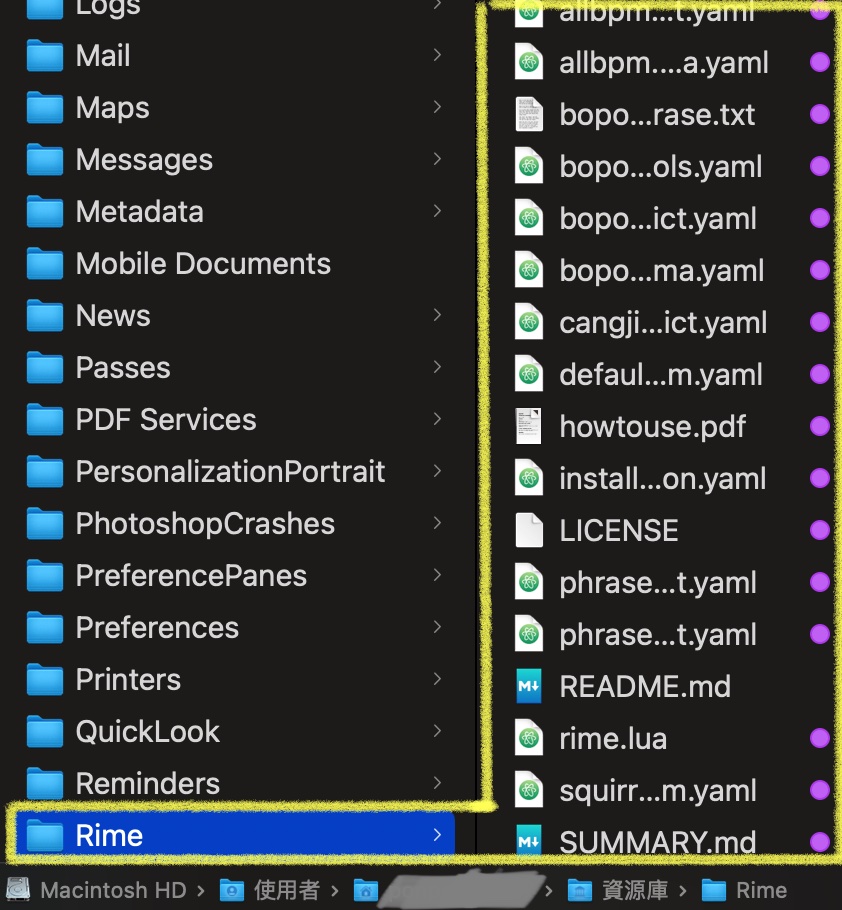 Logs
Mail
Maps
Messages
Metadata
Mobile Documents
News
Passes
PDF Services
PersonalizationPortrait
PhotoshopCrashes
PreferencePanes
Preferences
Printers
QuickLook
Reminders
Rime
allbpm...t.yaml
allbpm....a.yaml
bopo...rase.txt
bopo...ols.yaml
bopo...ict.yaml
bopo...ma.yaml
cangji...ict.yaml
defaul...m.yaml
howtouse.pdf
install...on.yaml
LICENSE
phrase...t.yaml
phrase...t.yaml
README.md
rime.lua
squirr...m.yaml
SUMMARY.md
Macintosh HD › 使用者 › › 資源庫 › Rime